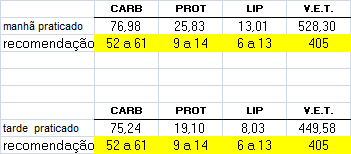 CARB PROT LIP V.E.T.
manhã praticado 76,98 25,83 13,01 528,30
recomendação 52 a 61 9 a 14 6 a 13 405
CARB PROT LIP V.E.T.
tarde praticado 75,24 19,10 8,03 449,58
recomendação 52 a 61 9 a 14 6 a 13 405